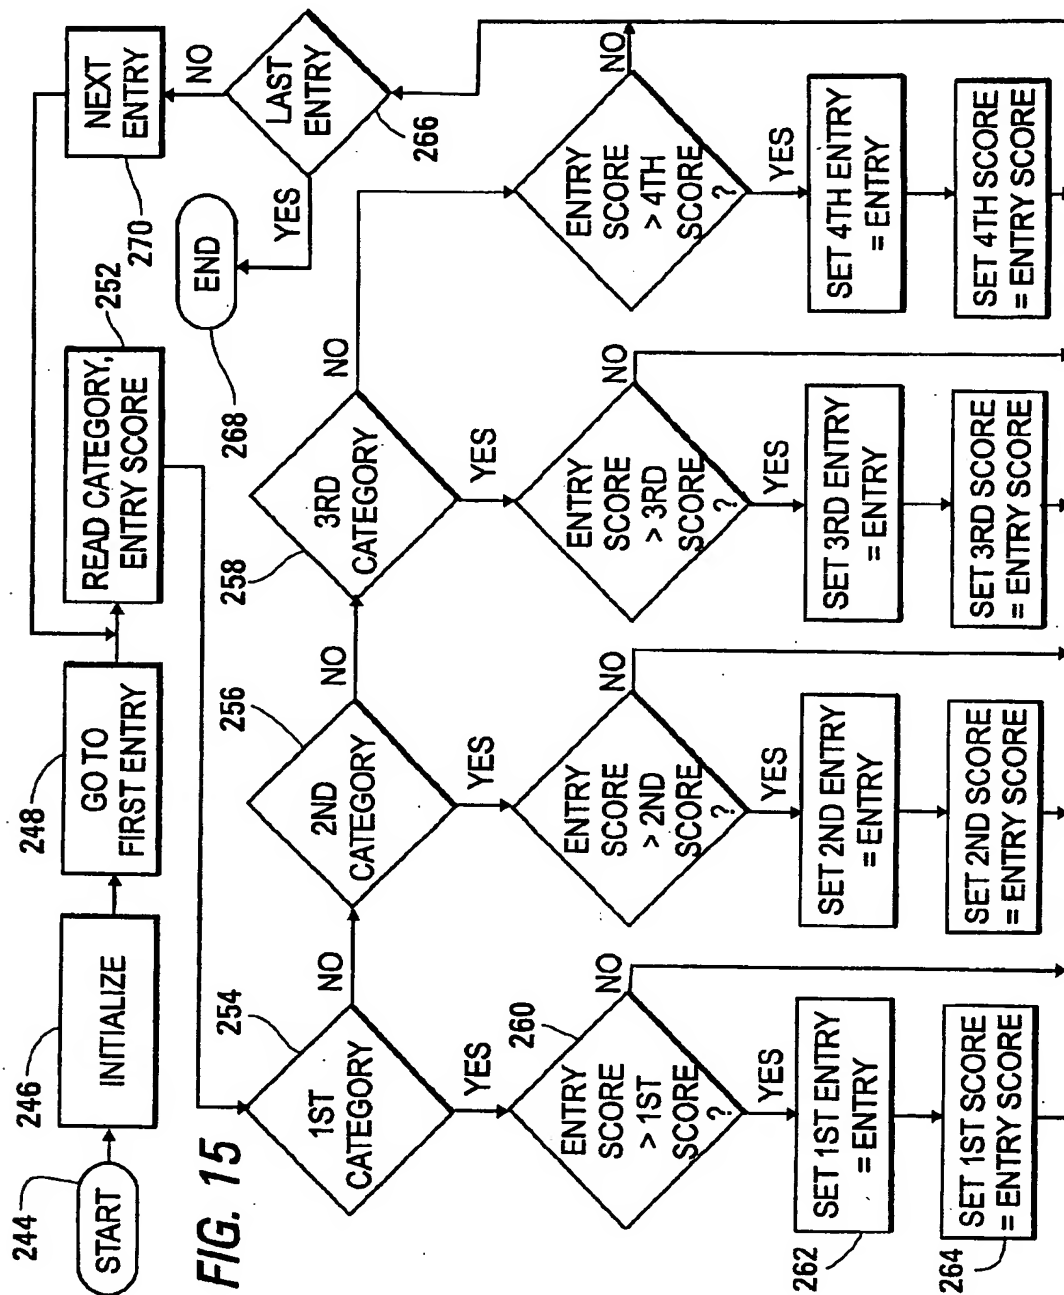 244
START
246
INITIALIZE
248
GO TO
FIRST ENTRY
252
READ CATEGORY,
ENTRY SCORE
270
NEXT
ENTRY
NO
LAST
ENTRY
266
YES
END
268
FIG. 15
254
1ST
CATEGORY
NO
256
2ND
CATEGORY
NO
258
3RD
CATEGORY
NO
YES
YES
YES
260
ENTRY
SCORE
> 1ST
SCORE
?
NO
ENTRY
SCORE
> 2ND
SCORE
?
NO
ENTRY
SCORE
> 3RD
SCORE
?
NO
ENTRY
SCORE
> 4TH
SCORE
?
NO
YES
YES
YES
YES
262
SET 1ST ENTRY
= ENTRY
SET 2ND ENTRY
= ENTRY
SET 3RD ENTRY
= ENTRY
SET 4TH ENTRY
= ENTRY
264
SET 1ST SCORE
= ENTRY SCORE
SET 2ND SCORE
= ENTRY SCORE
SET 3RD SCORE
= ENTRY SCORE
SET 4TH SCORE
= ENTRY SCORE